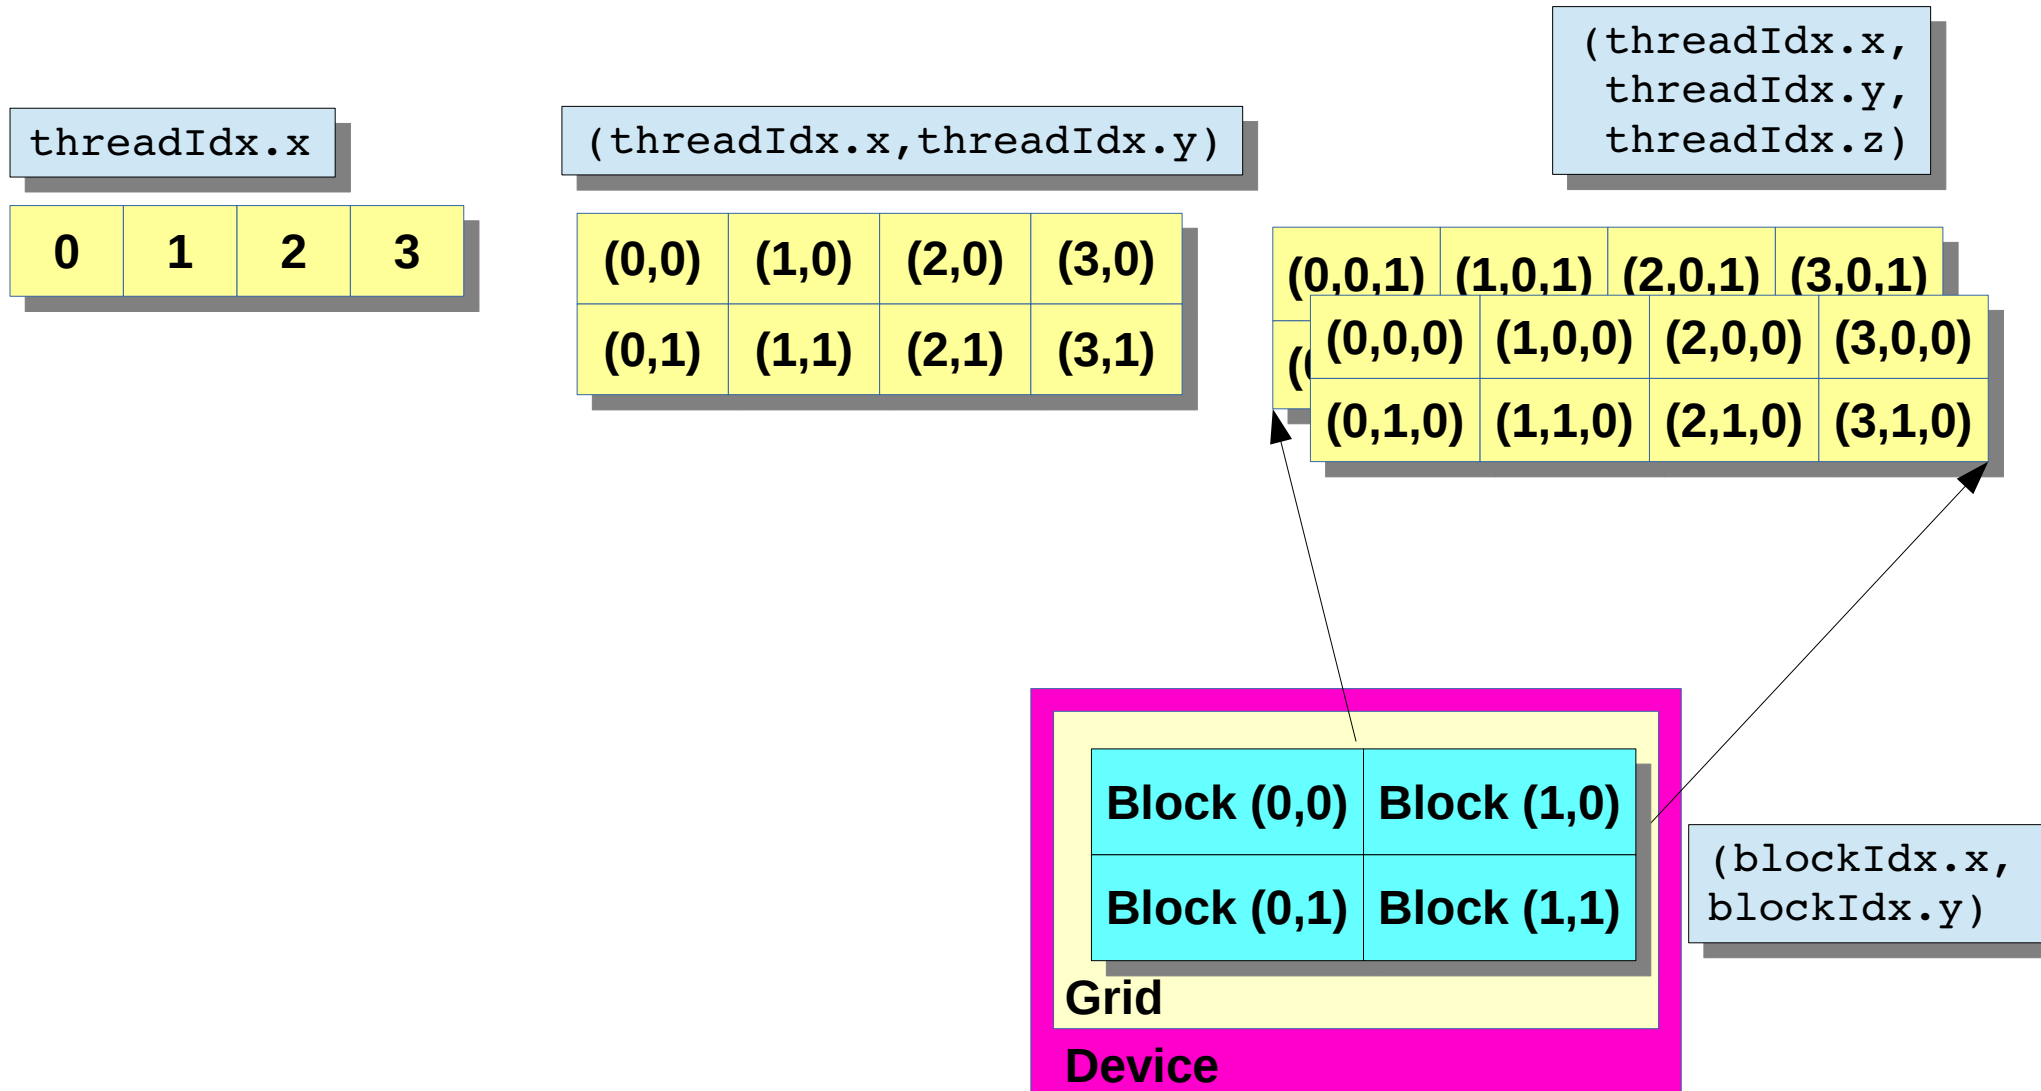 threadIdx.x
0 1 2 3
(threadIdx.x,threadIdx.y)
(0,0) (1,0) (2,0) (3,0)
(0,1) (1,1) (2,1) (3,1)
(threadIdx.x,
threadIdx.y,
threadIdx.z)
(0,0,1) (1,0,1) (2,0,1) (3,0,1)
(0,0,0) (1,0,0) (2,0,0) (3,0,0)
(0,1,0) (1,1,0) (2,1,0) (3,1,0)
Block (0,0) Block (1,0)
Block (0,1) Block (1,1)
Grid
Device
(blockIdx.x,
blockIdx.y)